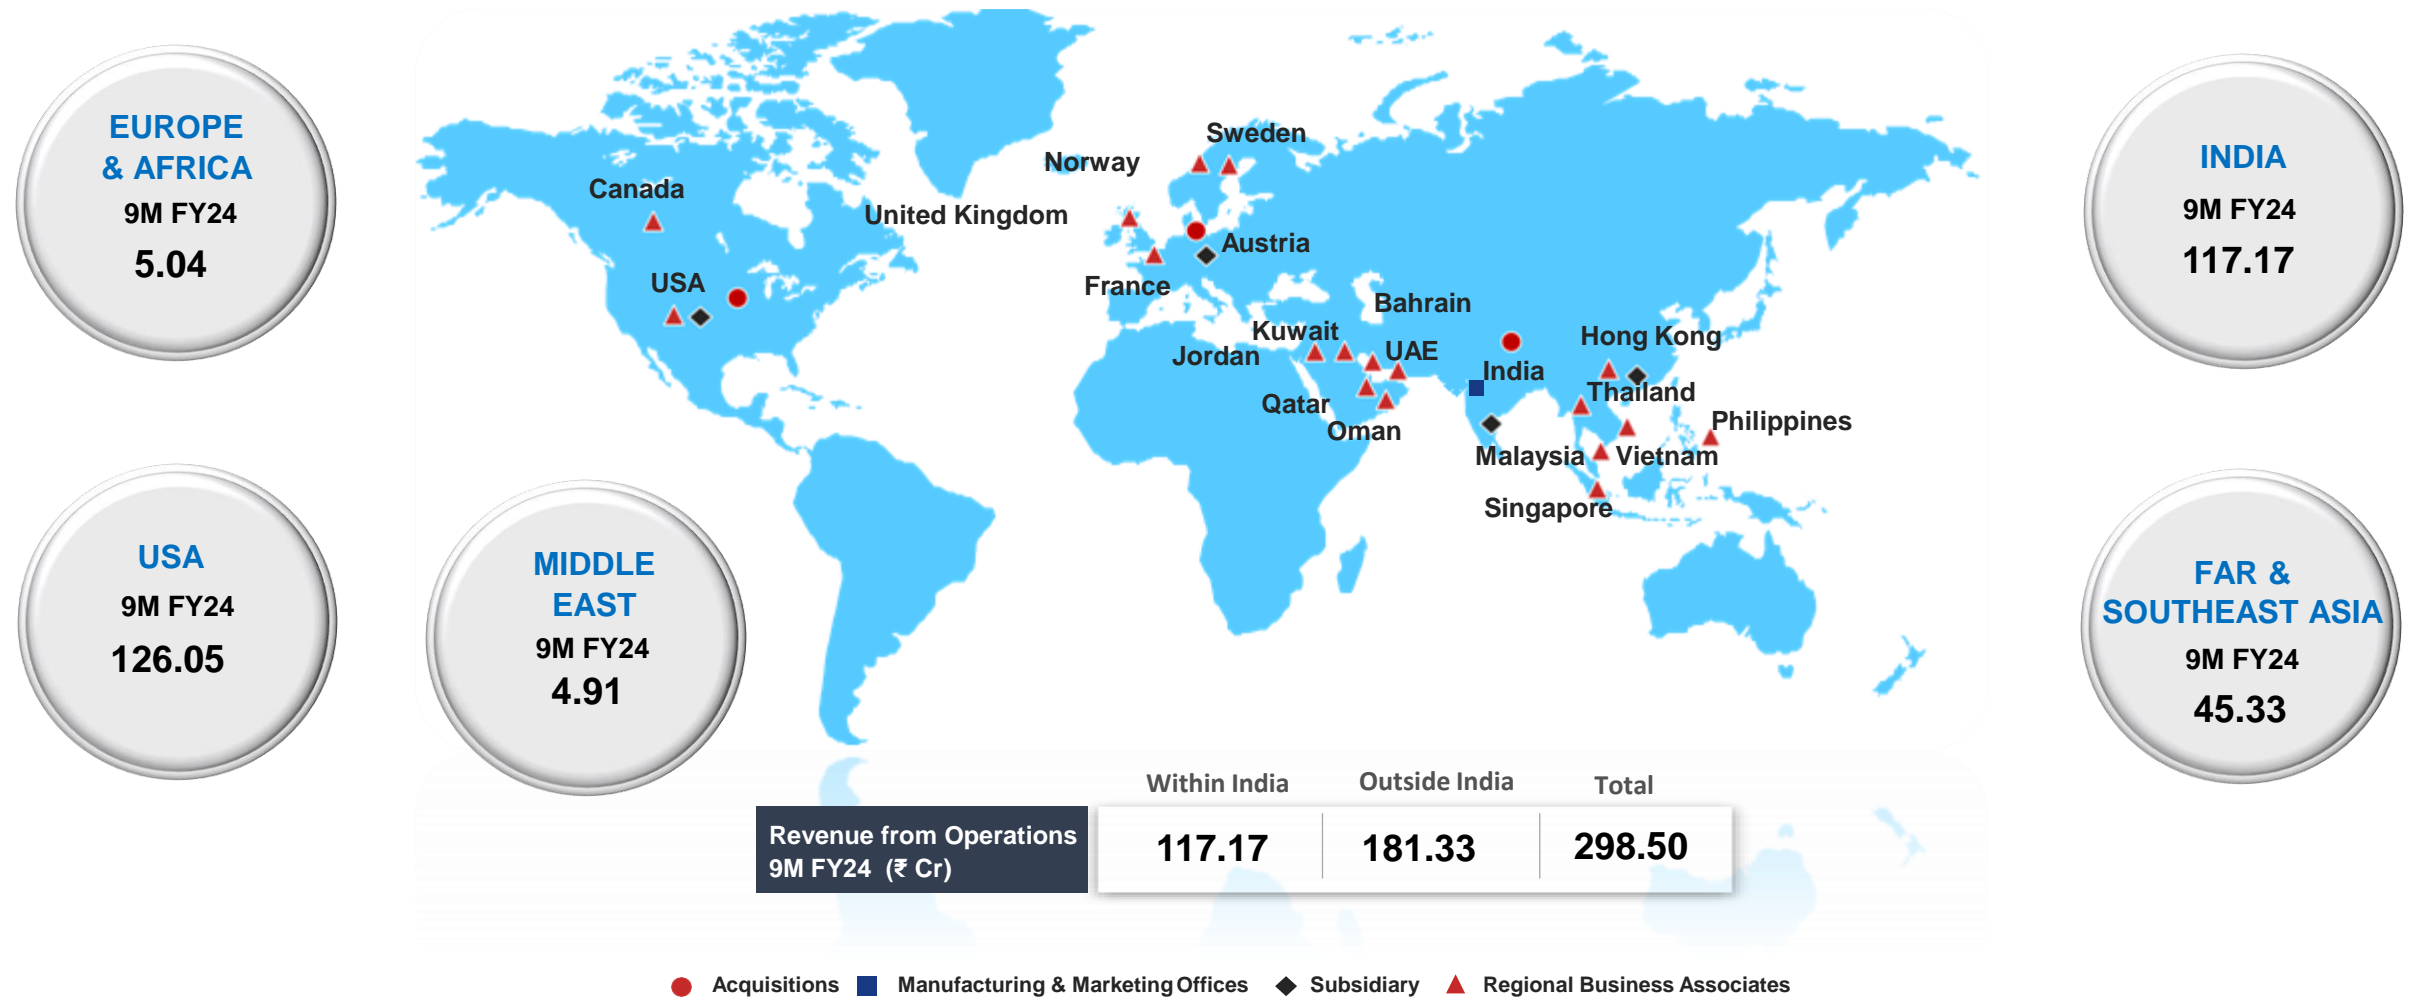 EUROPE
& AFRICA
9M FY24
5.04
USA
9M FY24
126.05
MIDDLE
EAST
9M FY24
4.91
INDIA
9M FY24
117.17
FAR &
SOUTHEAST ASIA
9M FY24
45.33
Sweden
Norway
Canada
United Kingdom
Austria
USA
France
Bahrain
Kuwait
Hong Kong
Jordan
UAE
India
Thailand
Qatar
Philippines
Oman
Malaysia
Vietnam
Singapore
Within India
Outside India
Total
Revenue from Operations
9M FY24 (₹ Cr)
117.17
181.33
298.50
Acquisitions
Manufacturing & Marketing Offices
Subsidiary
Regional Business Associates